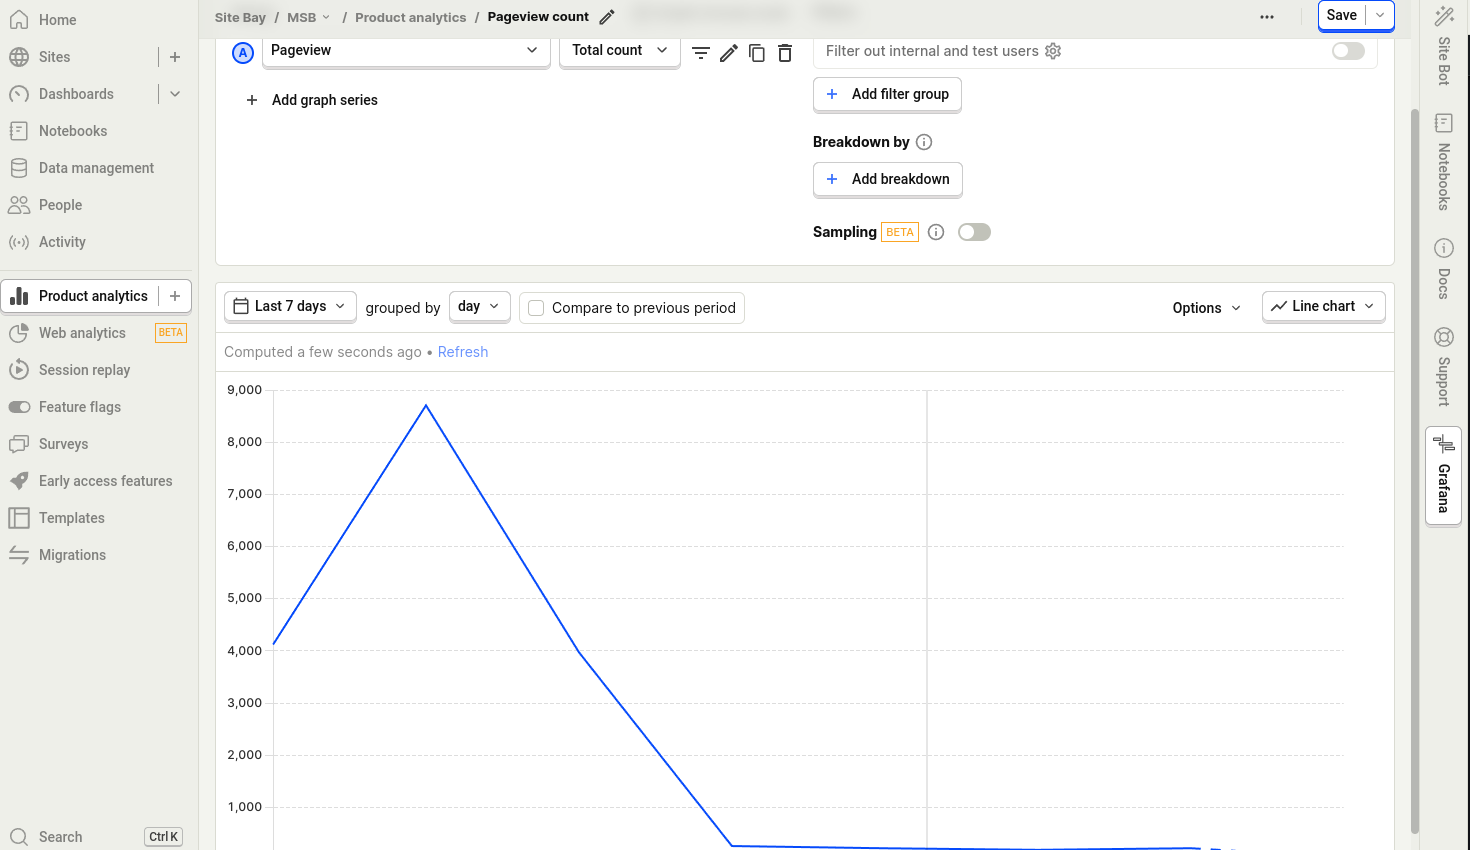 Site Bay / MSB / Product analytics / Pageview count
Save
Home
Sites
Dashboards
Notebooks
Data management
People
Activity
Product analytics
Web analytics BETA
Session replay
Feature flags
Surveys
Early access features
Templates
Migrations
Search Ctrl K
A Pageview Total count
Add graph series
Filter out internal and test users
Add filter group
Breakdown by
Add breakdown
Sampling BETA
Last 7 days grouped by day Compare to previous period
Options Line chart
Computed a few seconds ago • Refresh
9,000
8,000
7,000
6,000
5,000
4,000
3,000
2,000
1,000
Site Bot
Notebooks
Docs
Support
Grafana